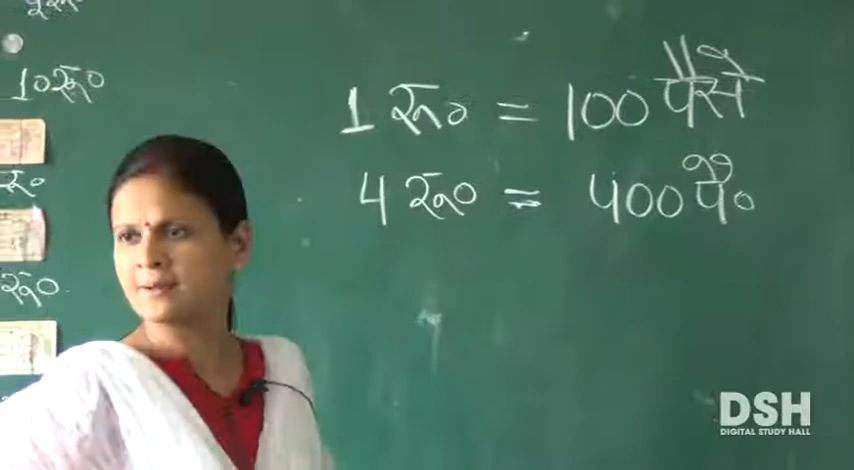 10 रू०
रू०
रू०
1 रू० = 100 पैसे
4 रू० = 400 पै०
DSH
DIGITAL STUDY HALL